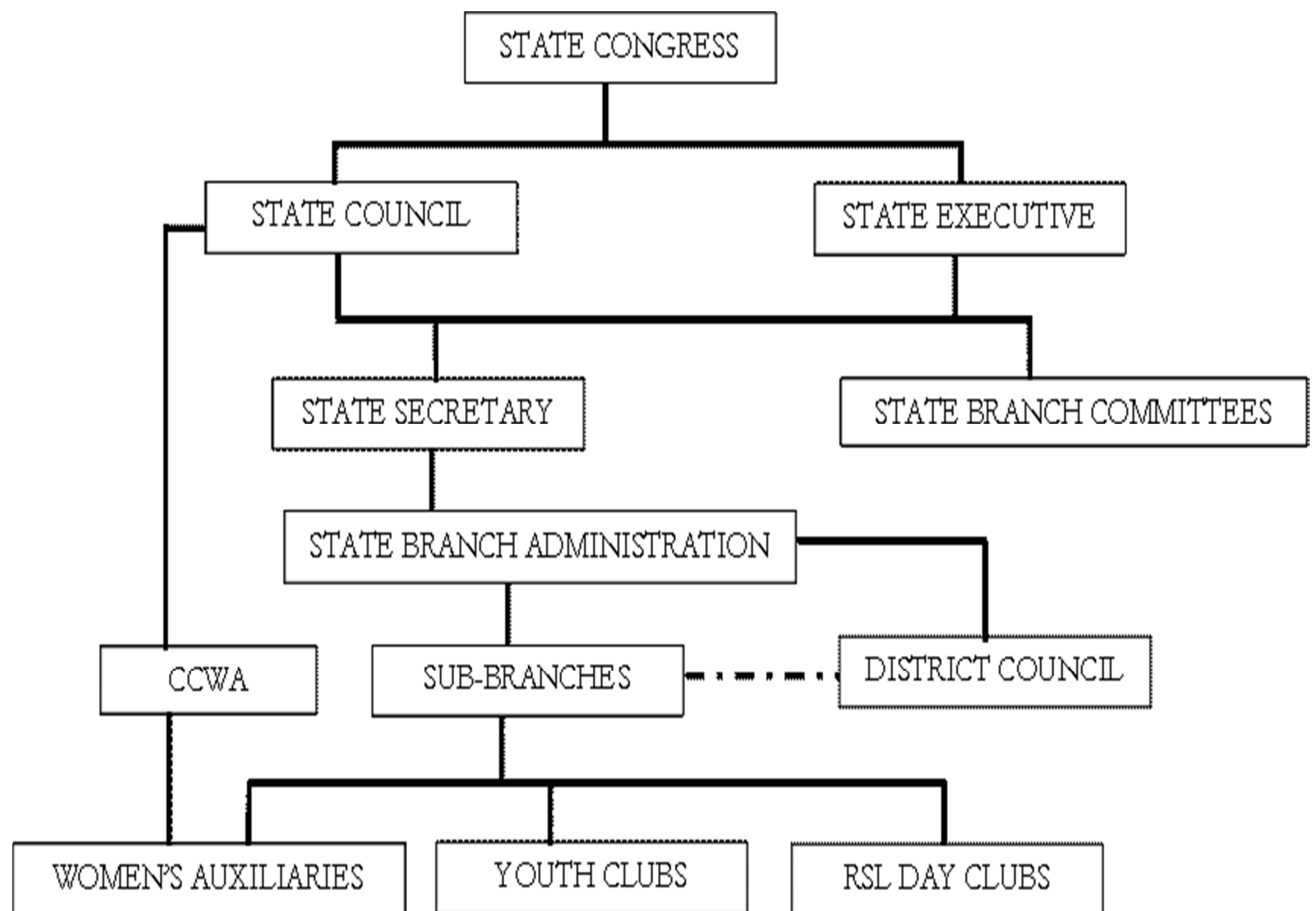 STATE CONGRESS
STATE COUNCIL
STATE EXECUTIVE
STATE SECRETARY
STATE BRANCH COMMITTEES
STATE BRANCH ADMINISTRATION
CCWA
SUB-BRANCHES
DISTRICT COUNCIL
WOMEN'S AUXILIARIES
YOUTH CLUBS
RSL DAY CLUBS